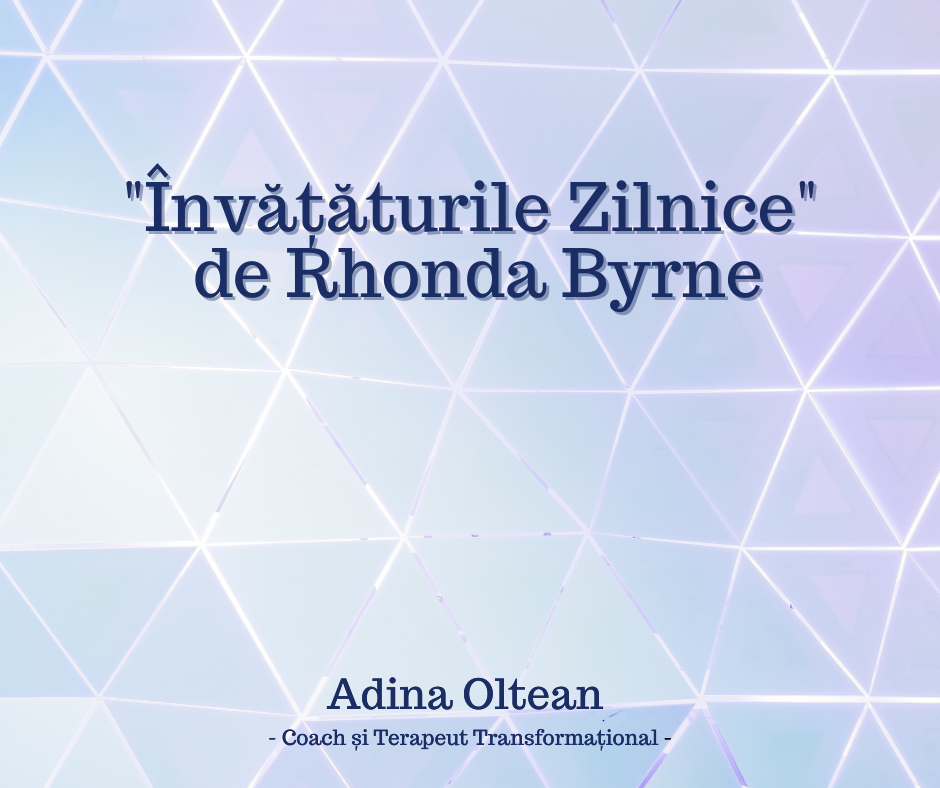 "Învățăturile Zilnice"
de Rhonda Byrne
Adina Oltean
- Coach și Terapeut Transformațional -